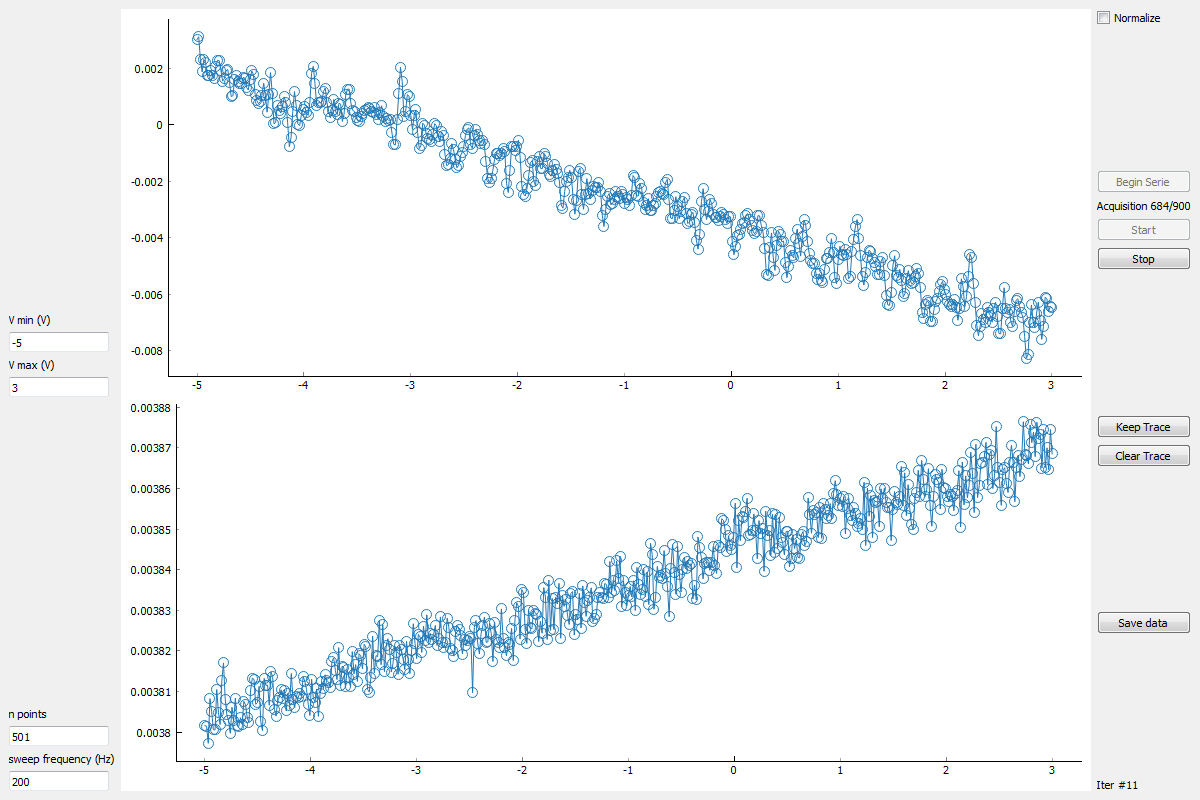 Normalize
0.002
0
-0.002
-0.004
-0.006
-0.008
-5 -4 -3 -2 -1 0 1 2 3
Begin Serie
Acquisition 684/900
Start
Stop
V min (V)
-5
V max (V)
3
0.00388
0.00387
0.00386
0.00385
0.00384
0.00383
0.00382
0.00381
0.0038
-5 -4 -3 -2 -1 0 1 2 3
Keep Trace
Clear Trace
Save data
n points
501
sweep frequency (Hz)
200
Iter #11